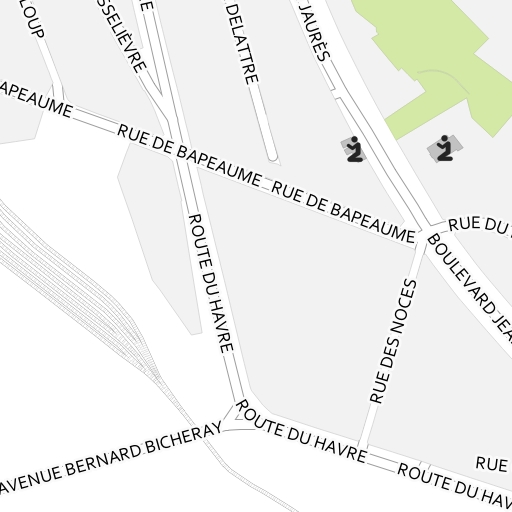 LOUP
SSELIÈVRE
E
DELATTRE
JAURÈS
APEAUME
RUE DE BAPEAUME
RUE DE BAPEAUME
RUE DU
BOULEVARD JEA
ROUTE DU HAVRE
RUE DES NOCES
ROUTE DU HAVRE
AVENUE BERNARD BICHERAY
RUE
ROUTE DU HAV